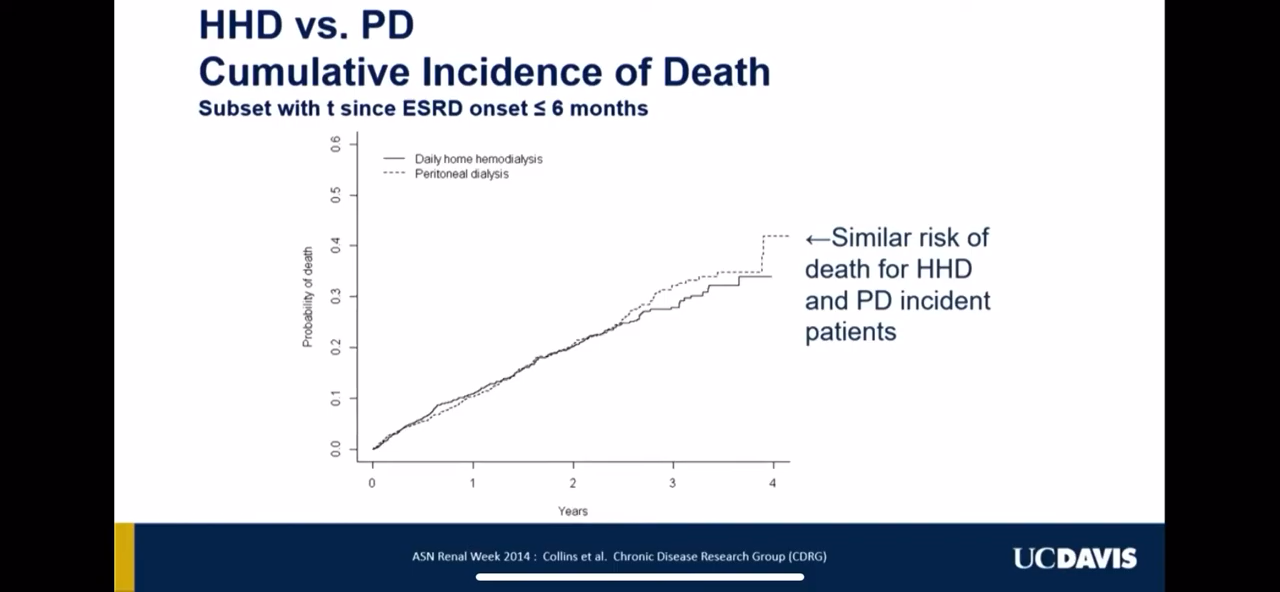 HHD vs. PD
Cumulative Incidence of Death
Subset with t since ESRD onset ≤ 6 months
0.6
0.5
0.4
0.3
0.2
0.1
0.0
Probability of death
Daily home hemodialysis
Peritoneal dialysis
←Similar risk of
death for HHD
and PD incident
patients
0 1 2 3 4
Years
ASN Renal Week 2014 : Collins et al. Chronic Disease Research Group (CDRG)
UCDAVIS